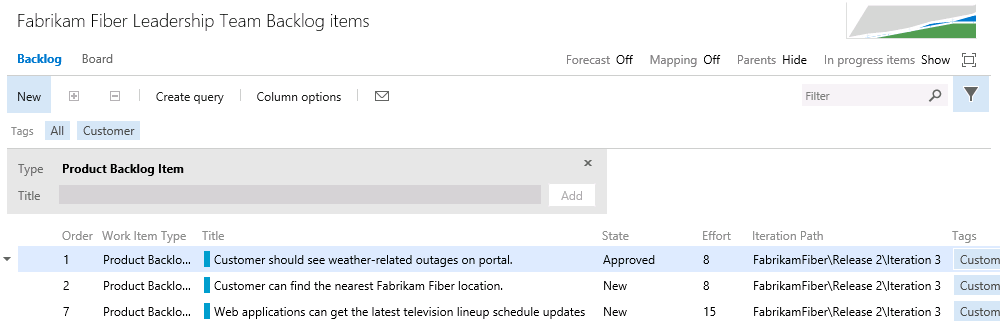 Fabrikam Fiber Leadership Team Backlog items
Backlog Board Forecast Off Mapping Off Parents Hide In progress items Show
New Create query Column options Filter
Tags All Customer
Type Product Backlog Item
Title Add
Order Work Item Type Title State Effort Iteration Path Tags
1 Product Backlo... Customer should see weather-related outages on portal. Approved 8 FabrikamFiber\Release 2\Iteration 3 Custom
2 Product Backlo... Customer can find the nearest Fabrikam Fiber location. New 8 FabrikamFiber\Release 2\Iteration 3 Custom
7 Product Backlo... Web applications can get the latest television lineup schedule updates New 15 FabrikamFiber\Release 2\Iteration 3 Custom